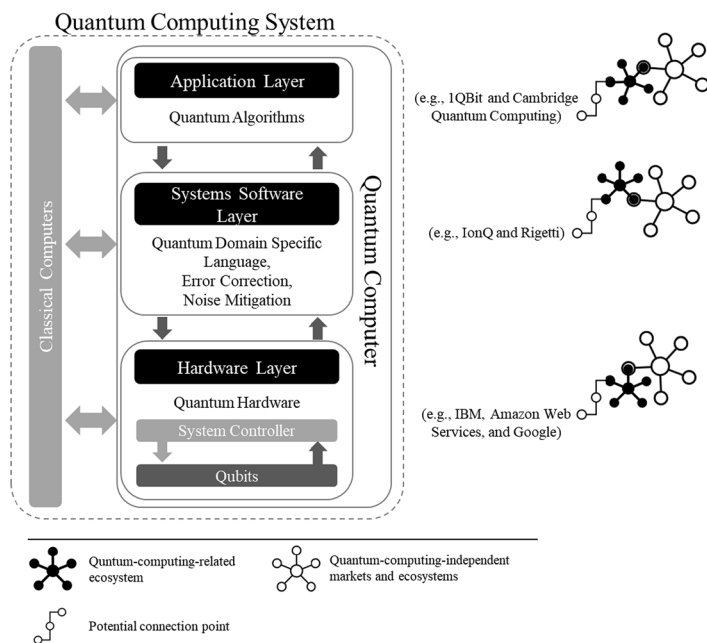 Quantum Computing System
Classical Computers
Quantum Computer
Application Layer
Quantum Algorithms
Systems Software
Layer
Quantum Domain Specific
Language,
Error Correction,
Noise Mitigation
Hardware Layer
Quantum Hardware
System Controller
Qubits
(e.g., 1QBit and Cambridge
Quantum Computing)
(e.g., IonQ and Rigetti)
(e.g., IBM, Amazon Web
Services, and Google)
Quntum-computing-related
ecosystem
Quantum-computing-independent
markets and ecosystems
Potential connection point